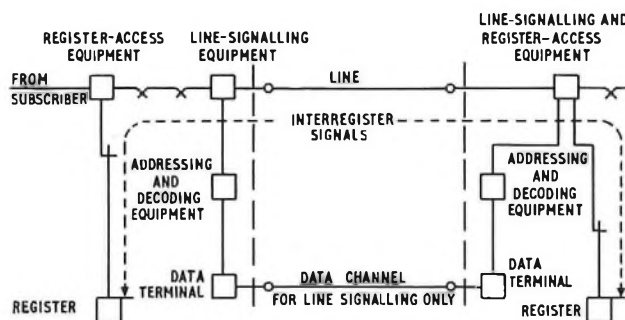 REGISTER-ACCESS
EQUIPMENT
LINE-SIGNALLING
EQUIPMENT
LINE-SIGNALLING AND
REGISTER-ACCESS
EQUIPMENT
FROM
SUBSCRIBER
LINE
INTERREGISTER
SIGNALS
ADDRESSING
AND
DECODING
EQUIPMENT
ADDRESSING
AND
DECODING
EQUIPMENT
DATA
TERMINAL
DATA CHANNEL
FOR LINE SIGNALLING ONLY
DATA
TERMINAL
REGISTER
REGISTER